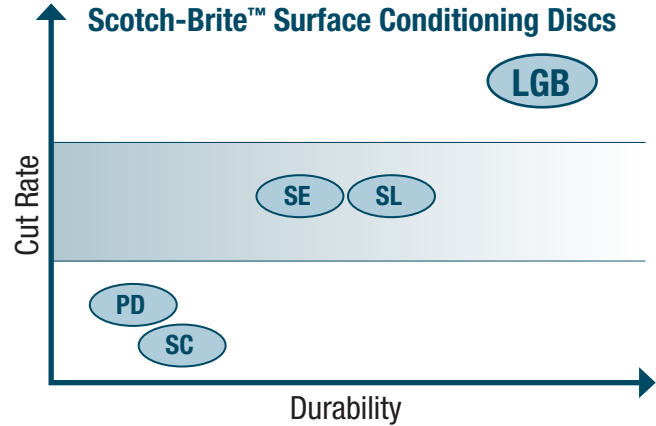 Scotch-Brite™ Surface Conditioning Discs
LGB
Cut Rate
SE SL
PD
SC
Durability